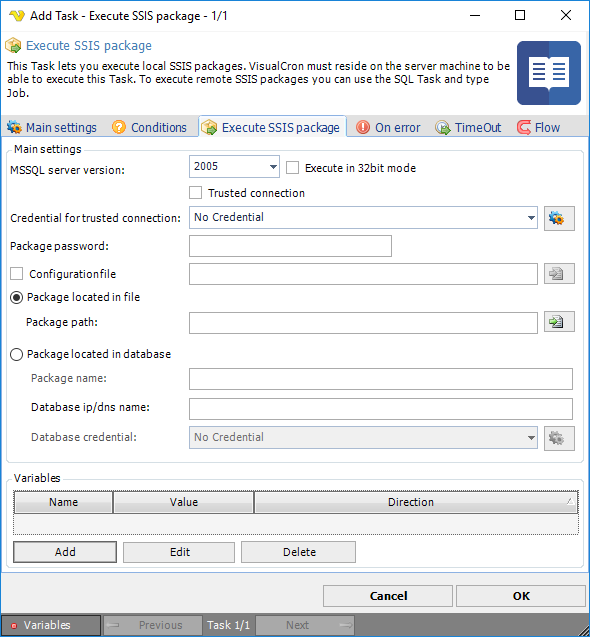 Add Task - Execute SSIS package - 1/1
Execute SSIS package
This Task lets you execute local SSIS packages. VisualCron must reside on the server machine to be
able to execute this Task. To execute remote SSIS packages you can use the SQL Task and type
Job.
Main settings Conditions Execute SSIS package On error TimeOut Flow
Main settings
MSSQL server version: 2005 Execute in 32bit mode
Trusted connection
Credential for trusted connection: No Credential
Package password:
Configuration file
Package located in file
Package path:
Package located in database
Package name:
Database ip/dns name:
Database credential: No Credential
Variables
Name Value Direction
Add Edit Delete
Cancel OK
Variables Previous Task 1/1 Next